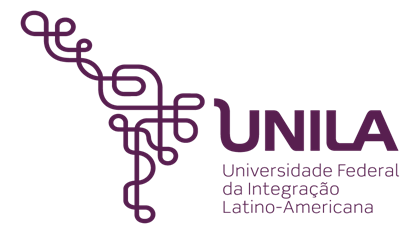 UNILA
Universidade Federal
da Integração
Latino-Americana